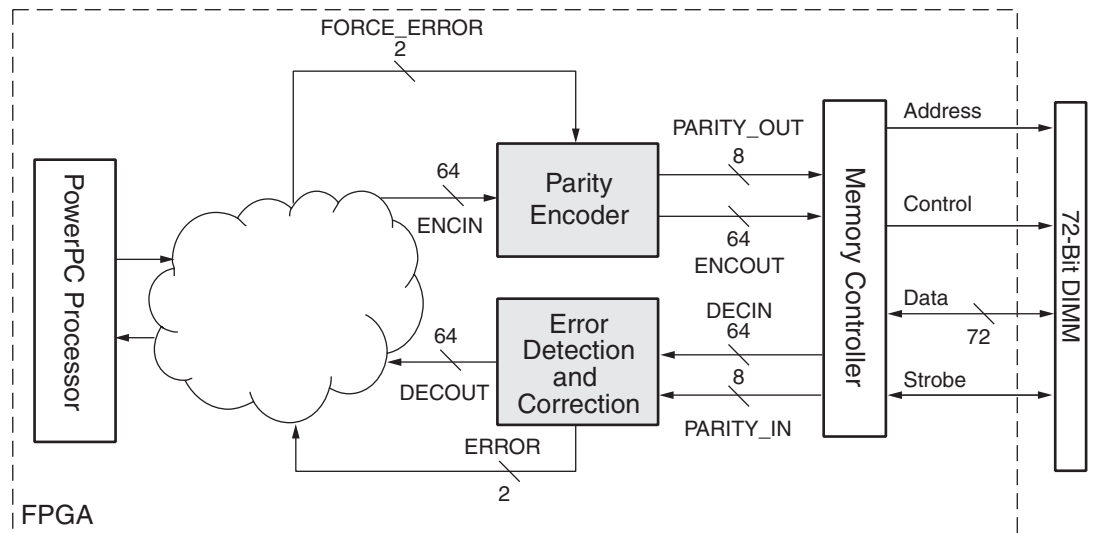 FORCE_ERROR
2
PowerPC Processor
64
ENCIN
Parity
Encoder
PARITY_OUT
8
64
ENCOUT
Memory Controller
Address
Control
Data
72
Strobe
72-Bit DIMM
64
DECOUT
Error
Detection
and
Correction
DECIN
64
8
PARITY_IN
ERROR
2
FPGA